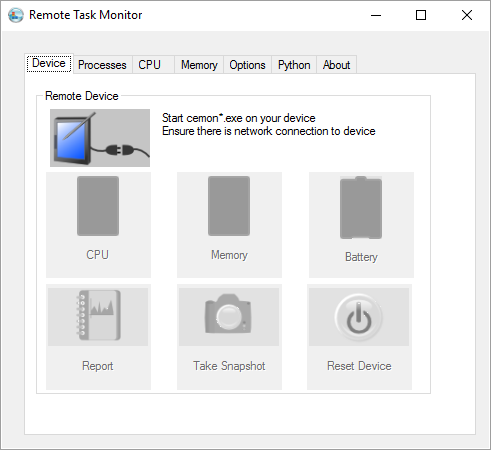 Remote Task Monitor
Device Processes CPU Memory Options Python About
Remote Device
Start cemon*.exe on your device
Ensure there is network connection to device
CPU Memory Battery
Report Take Snapshot Reset Device